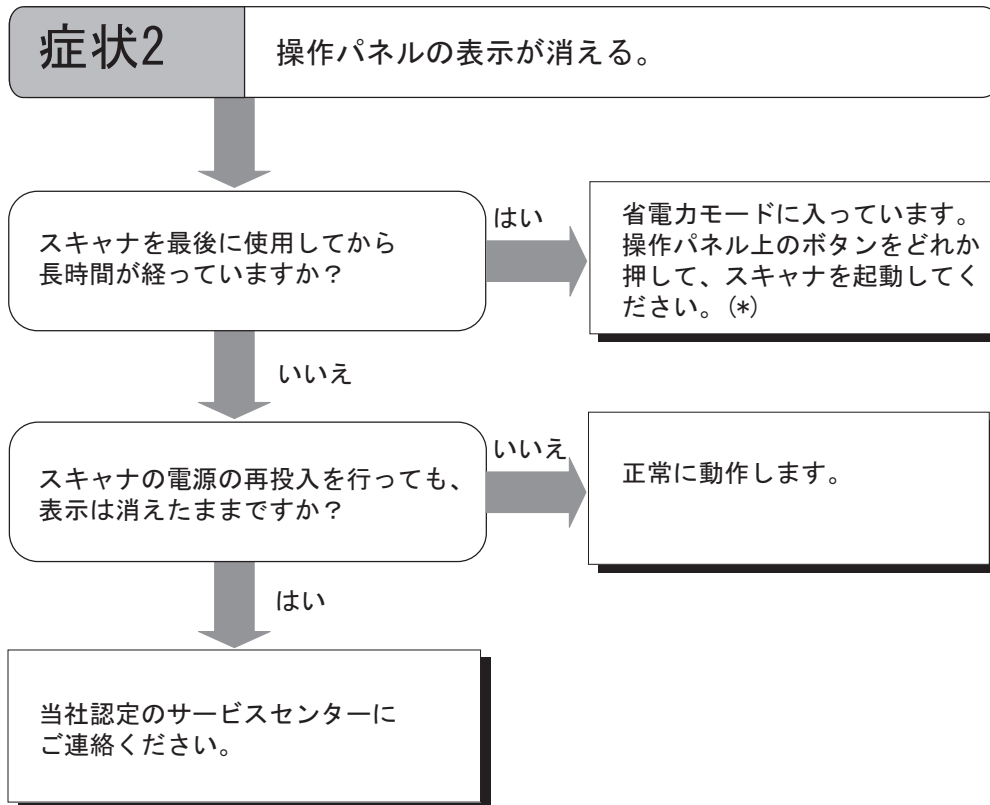 症状2
操作パネルの表示が消える。
スキャナを最後に使用してから
長時間が経っていますか？
はい
省電力モードに入っています。
操作パネル上のボタンをどれか
押して、スキャナを起動してく
ださい。(*)
いいえ
スキャナの電源の再投入を行っても、
表示は消えたままですか？
いいえ
正常に動作します。
はい
当社認定のサービスセンターに
ご連絡ください。